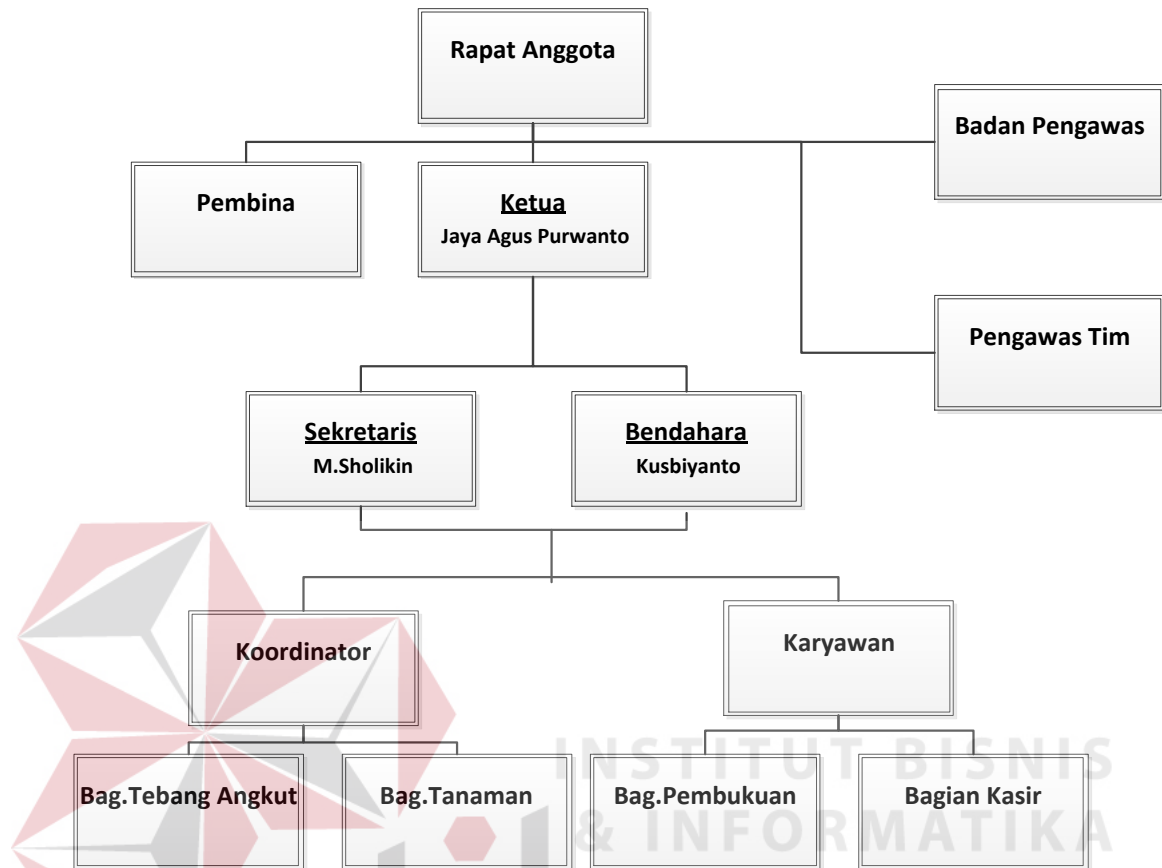 Rapat Anggota
Badan Pengawas
Pembina
Ketua
Jaya Agus Purwanto
Pengawas Tim
Sekretaris
M.Sholikin
Bendahara
Kusbiyanto
Koordinator
Karyawan
Bag.Tebang Angkut
Bag.Tanaman
Bag.Pembukuan
Bagian Kasir
INSTITUT BISNIS
& INFORMATIKA